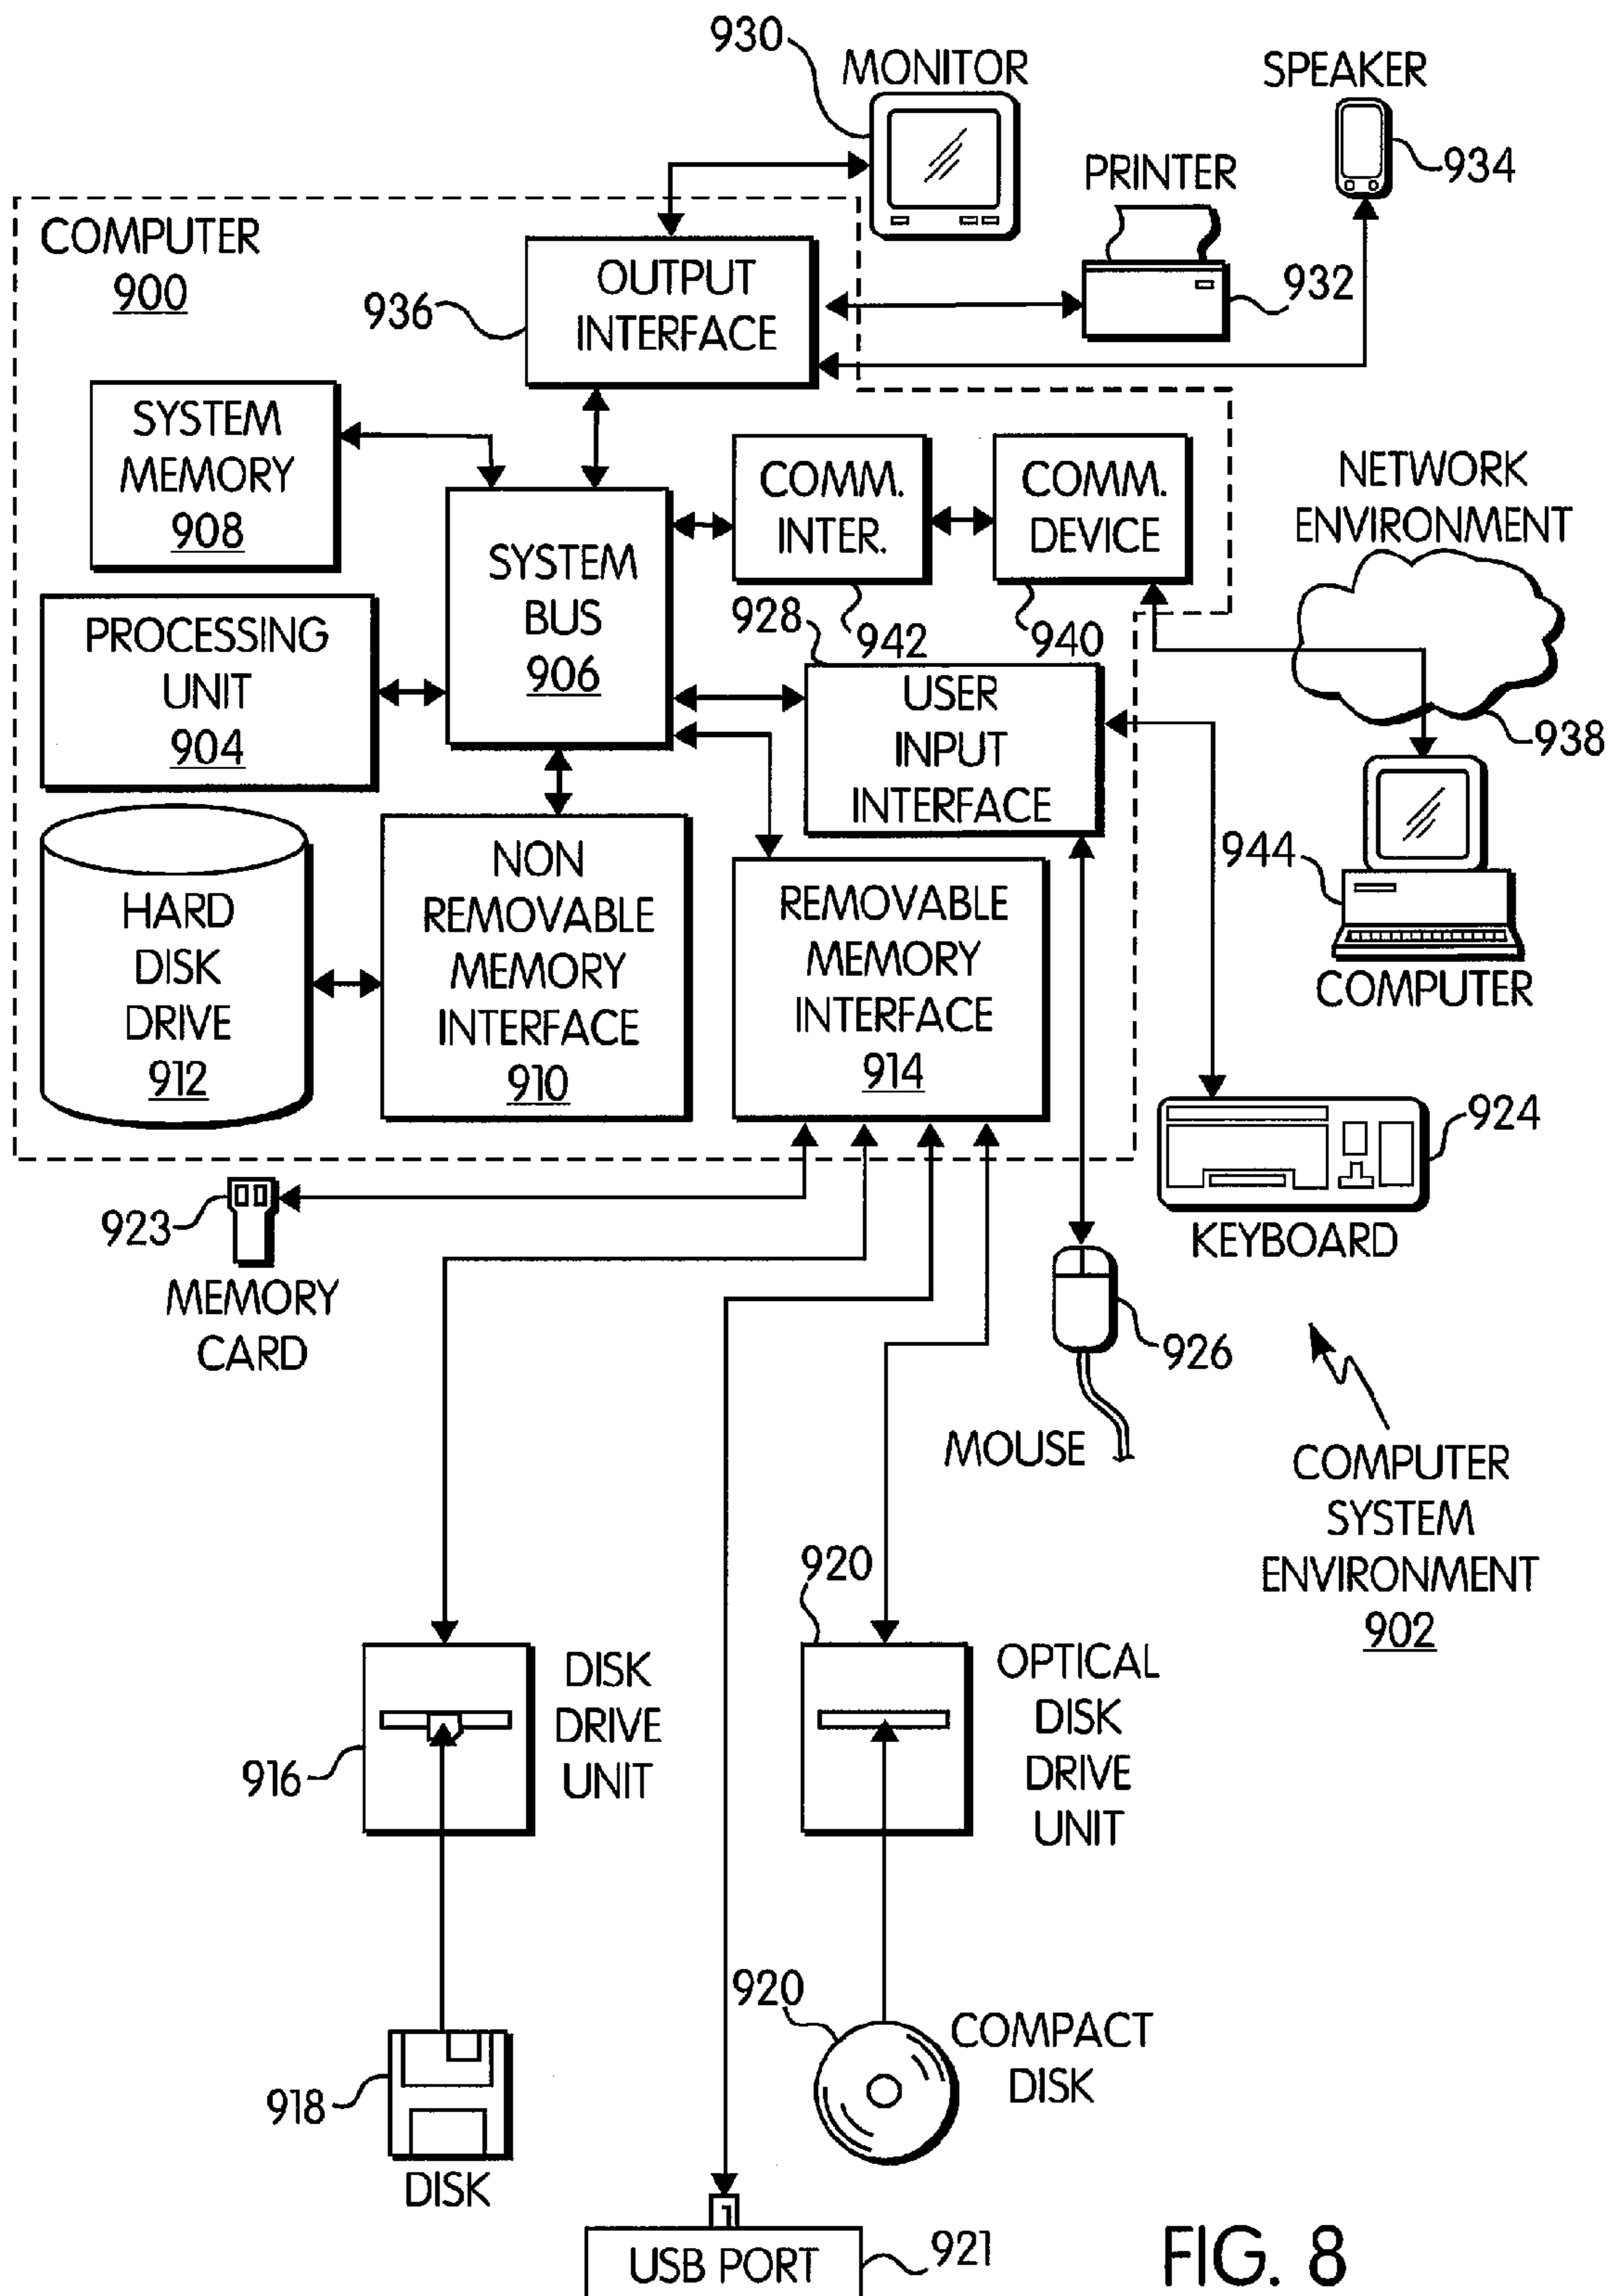 930
MONITOR
SPEAKER
934
PRINTER
932
COMPUTER
900
OUTPUT
INTERFACE
936
SYSTEM
MEMORY
908
COMM.
INTER.
942
COMM.
DEVICE
940
NETWORK
ENVIRONMENT
938
SYSTEM
BUS
906
PROCESSING
UNIT
904
928
USER
INPUT
INTERFACE
944
COMPUTER
HARD
DISK
DRIVE
912
NON
REMOVABLE
MEMORY
INTERFACE
910
REMOVABLE
MEMORY
INTERFACE
914
924
KEYBOARD
923
MEMORY
CARD
926
MOUSE
COMPUTER
SYSTEM
ENVIRONMENT
902
916
DISK
DRIVE
UNIT
920
OPTICAL
DISK
DRIVE
UNIT
918
DISK
920
COMPACT
DISK
USB PORT
921
FIG. 8